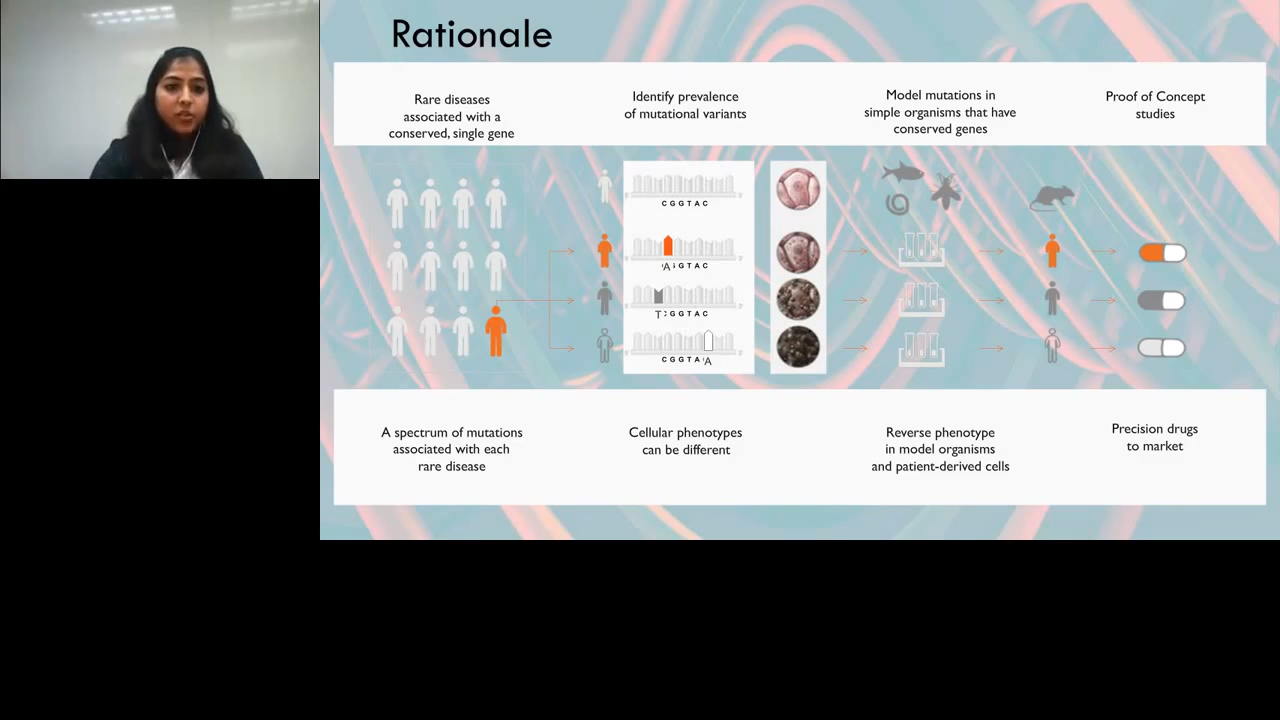 Rationale
Rare diseases
associated with a
conserved, single gene
Identify prevalence
of mutational variants
Model mutations in
simple organisms that have
conserved genes
Proof of Concept
studies
CGGTAC
A GGTAC
T GGTAC
CGGTA A
A spectrum of mutations
associated with each
rare disease
Cellular phenotypes
can be different
Reverse phenotype
in model organisms
and patient-derived cells
Precision drugs
to market